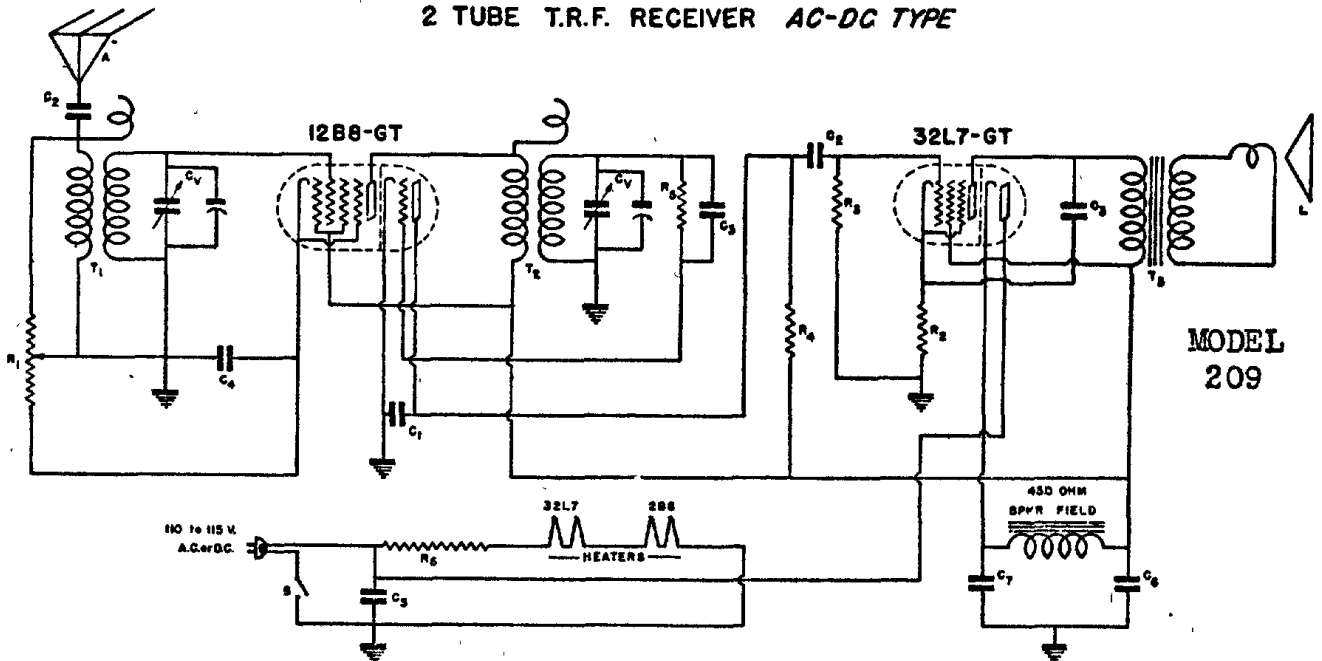 2 TUBE T.R.F. RECEIVER AC-DC TYPE
A
C2
12B8-GT
32L7-GT
C2
CV
CV
R5
C3
R3
C3
L
T1
T2
T3
R1
C4
R4
R2
MODEL
209
C1
450 OHM
SPK'R FIELD
110 to 115 V.
A.C. or D.C.
32L7
2B8
R6
HEATERS
S
C5
C7
C6